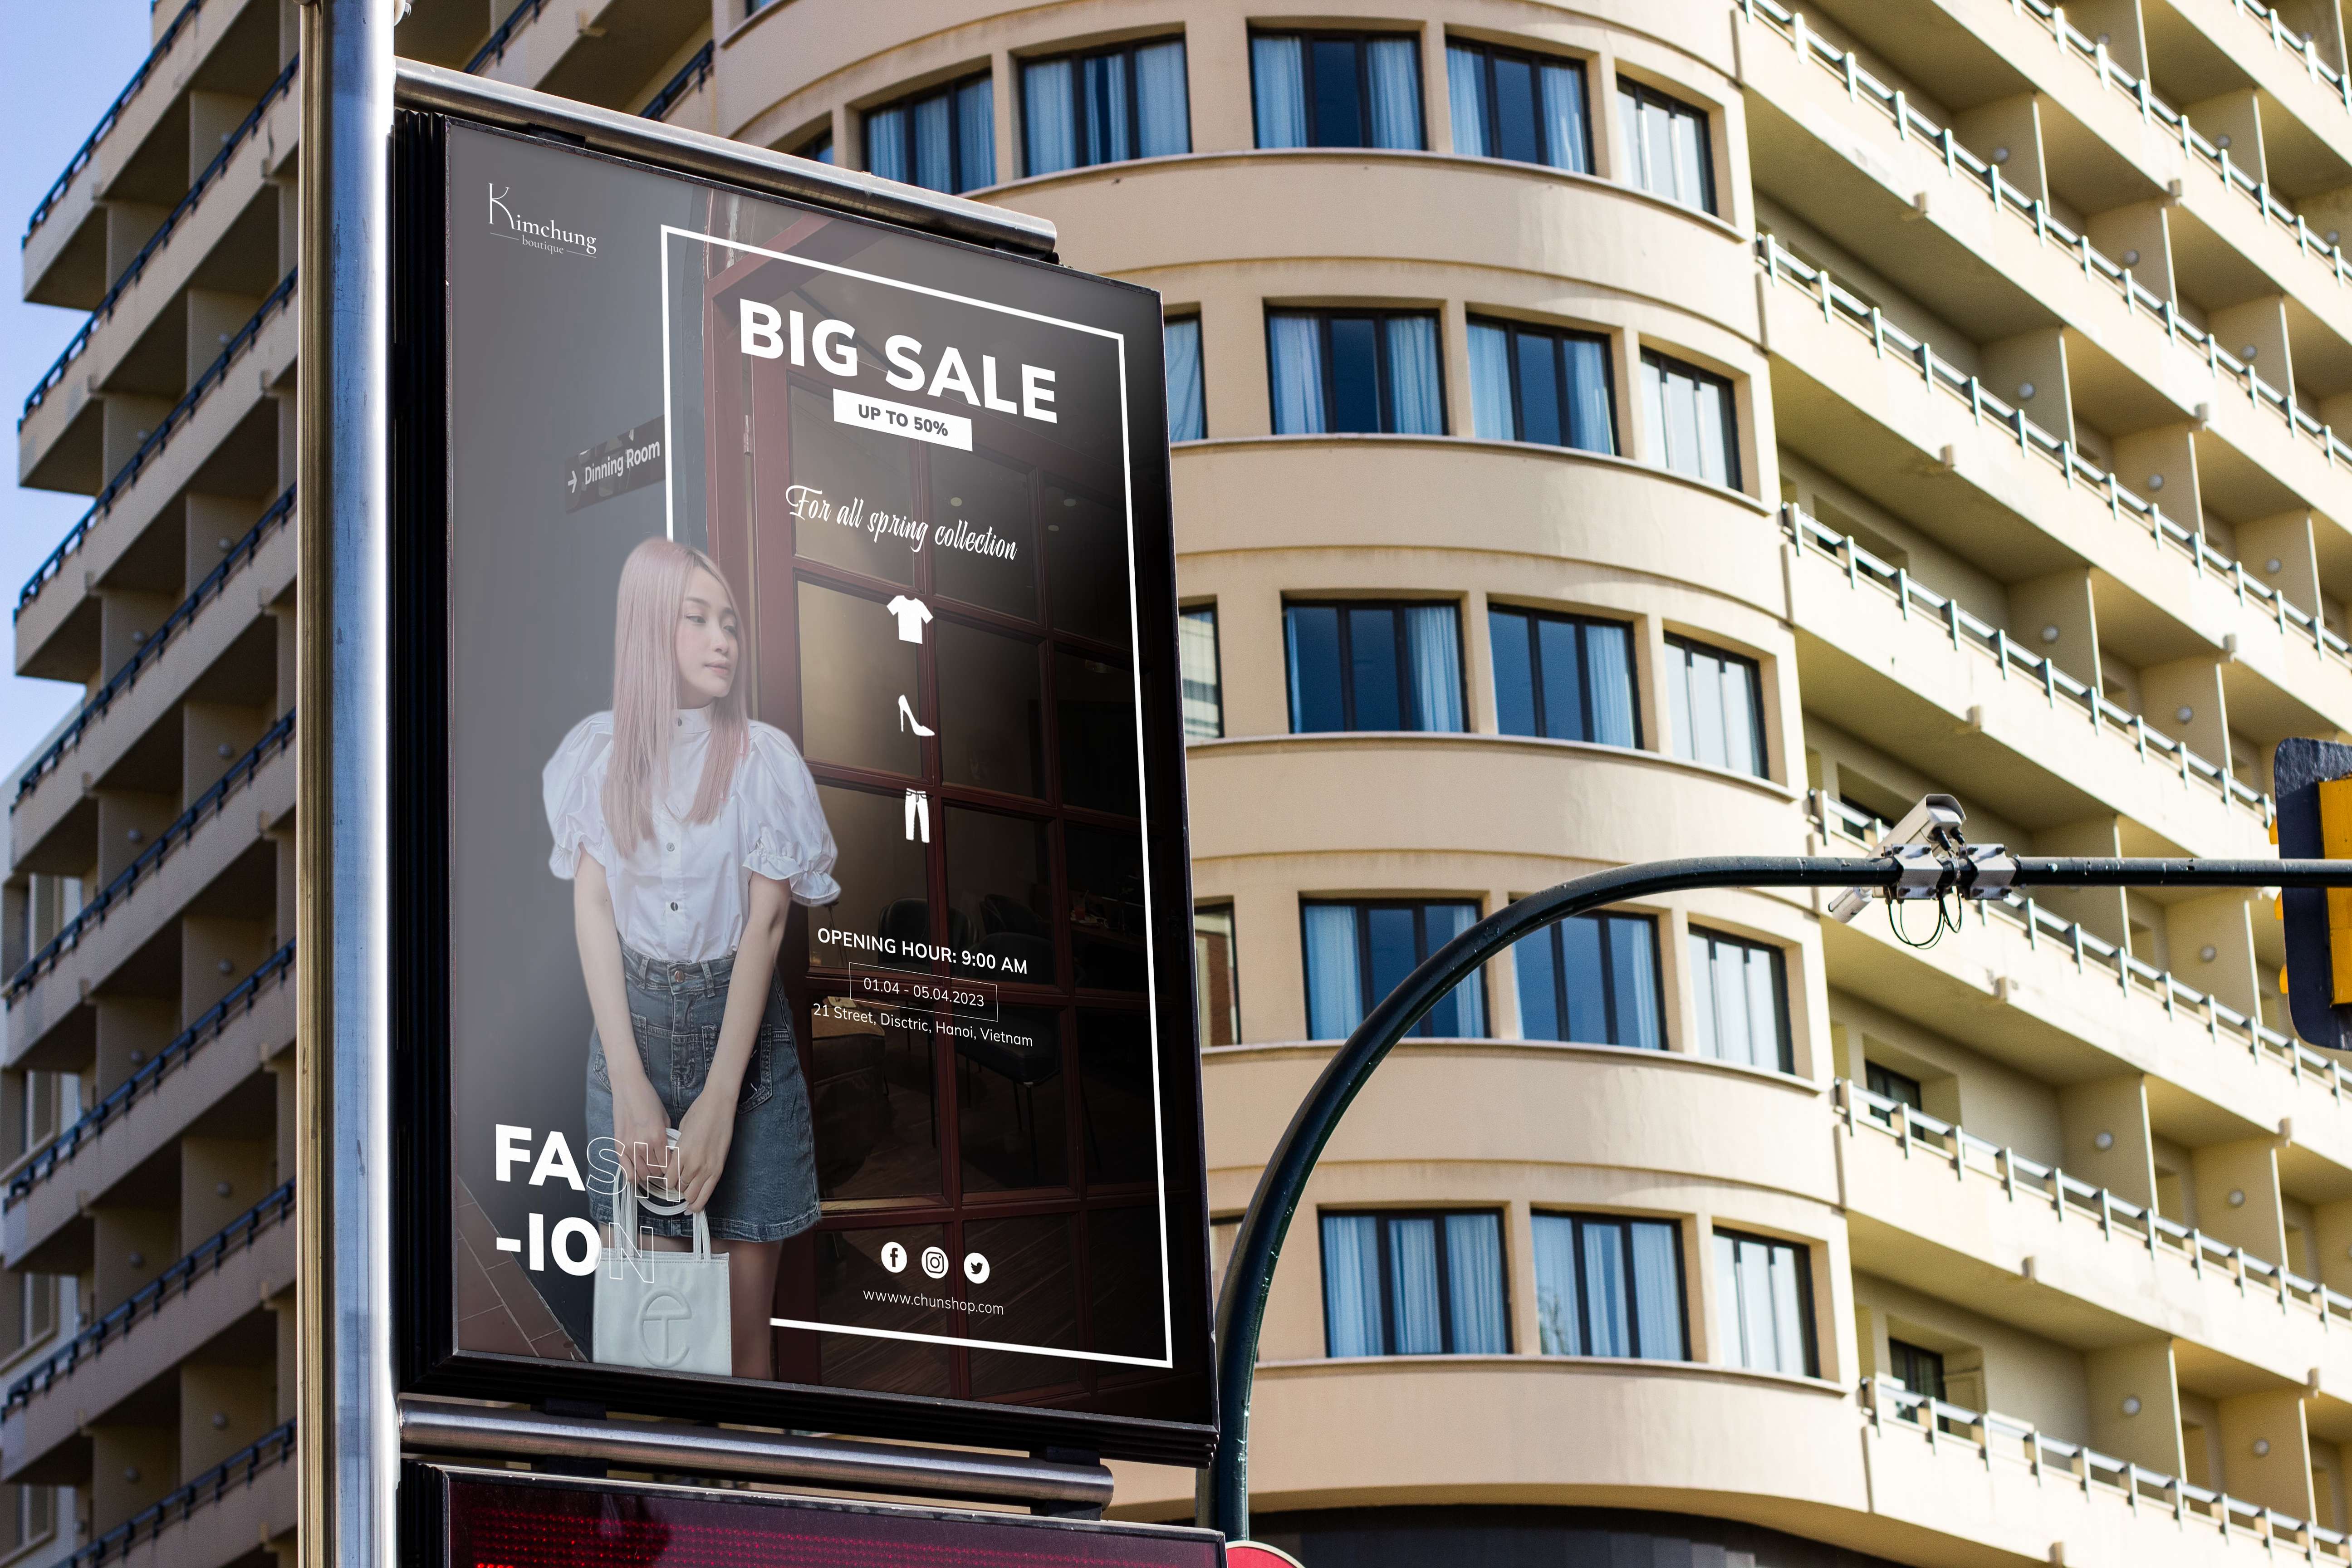 Kimchung
boutique
BIG SALE
UP TO 50%
→ Dinning Room
For all spring collection
OPENING HOUR: 9:00 AM
01.04 - 05.04.2023
21 Street, Disctric, Hanoi, Vietnam
FASH
-ION
wwww.chunshop.com